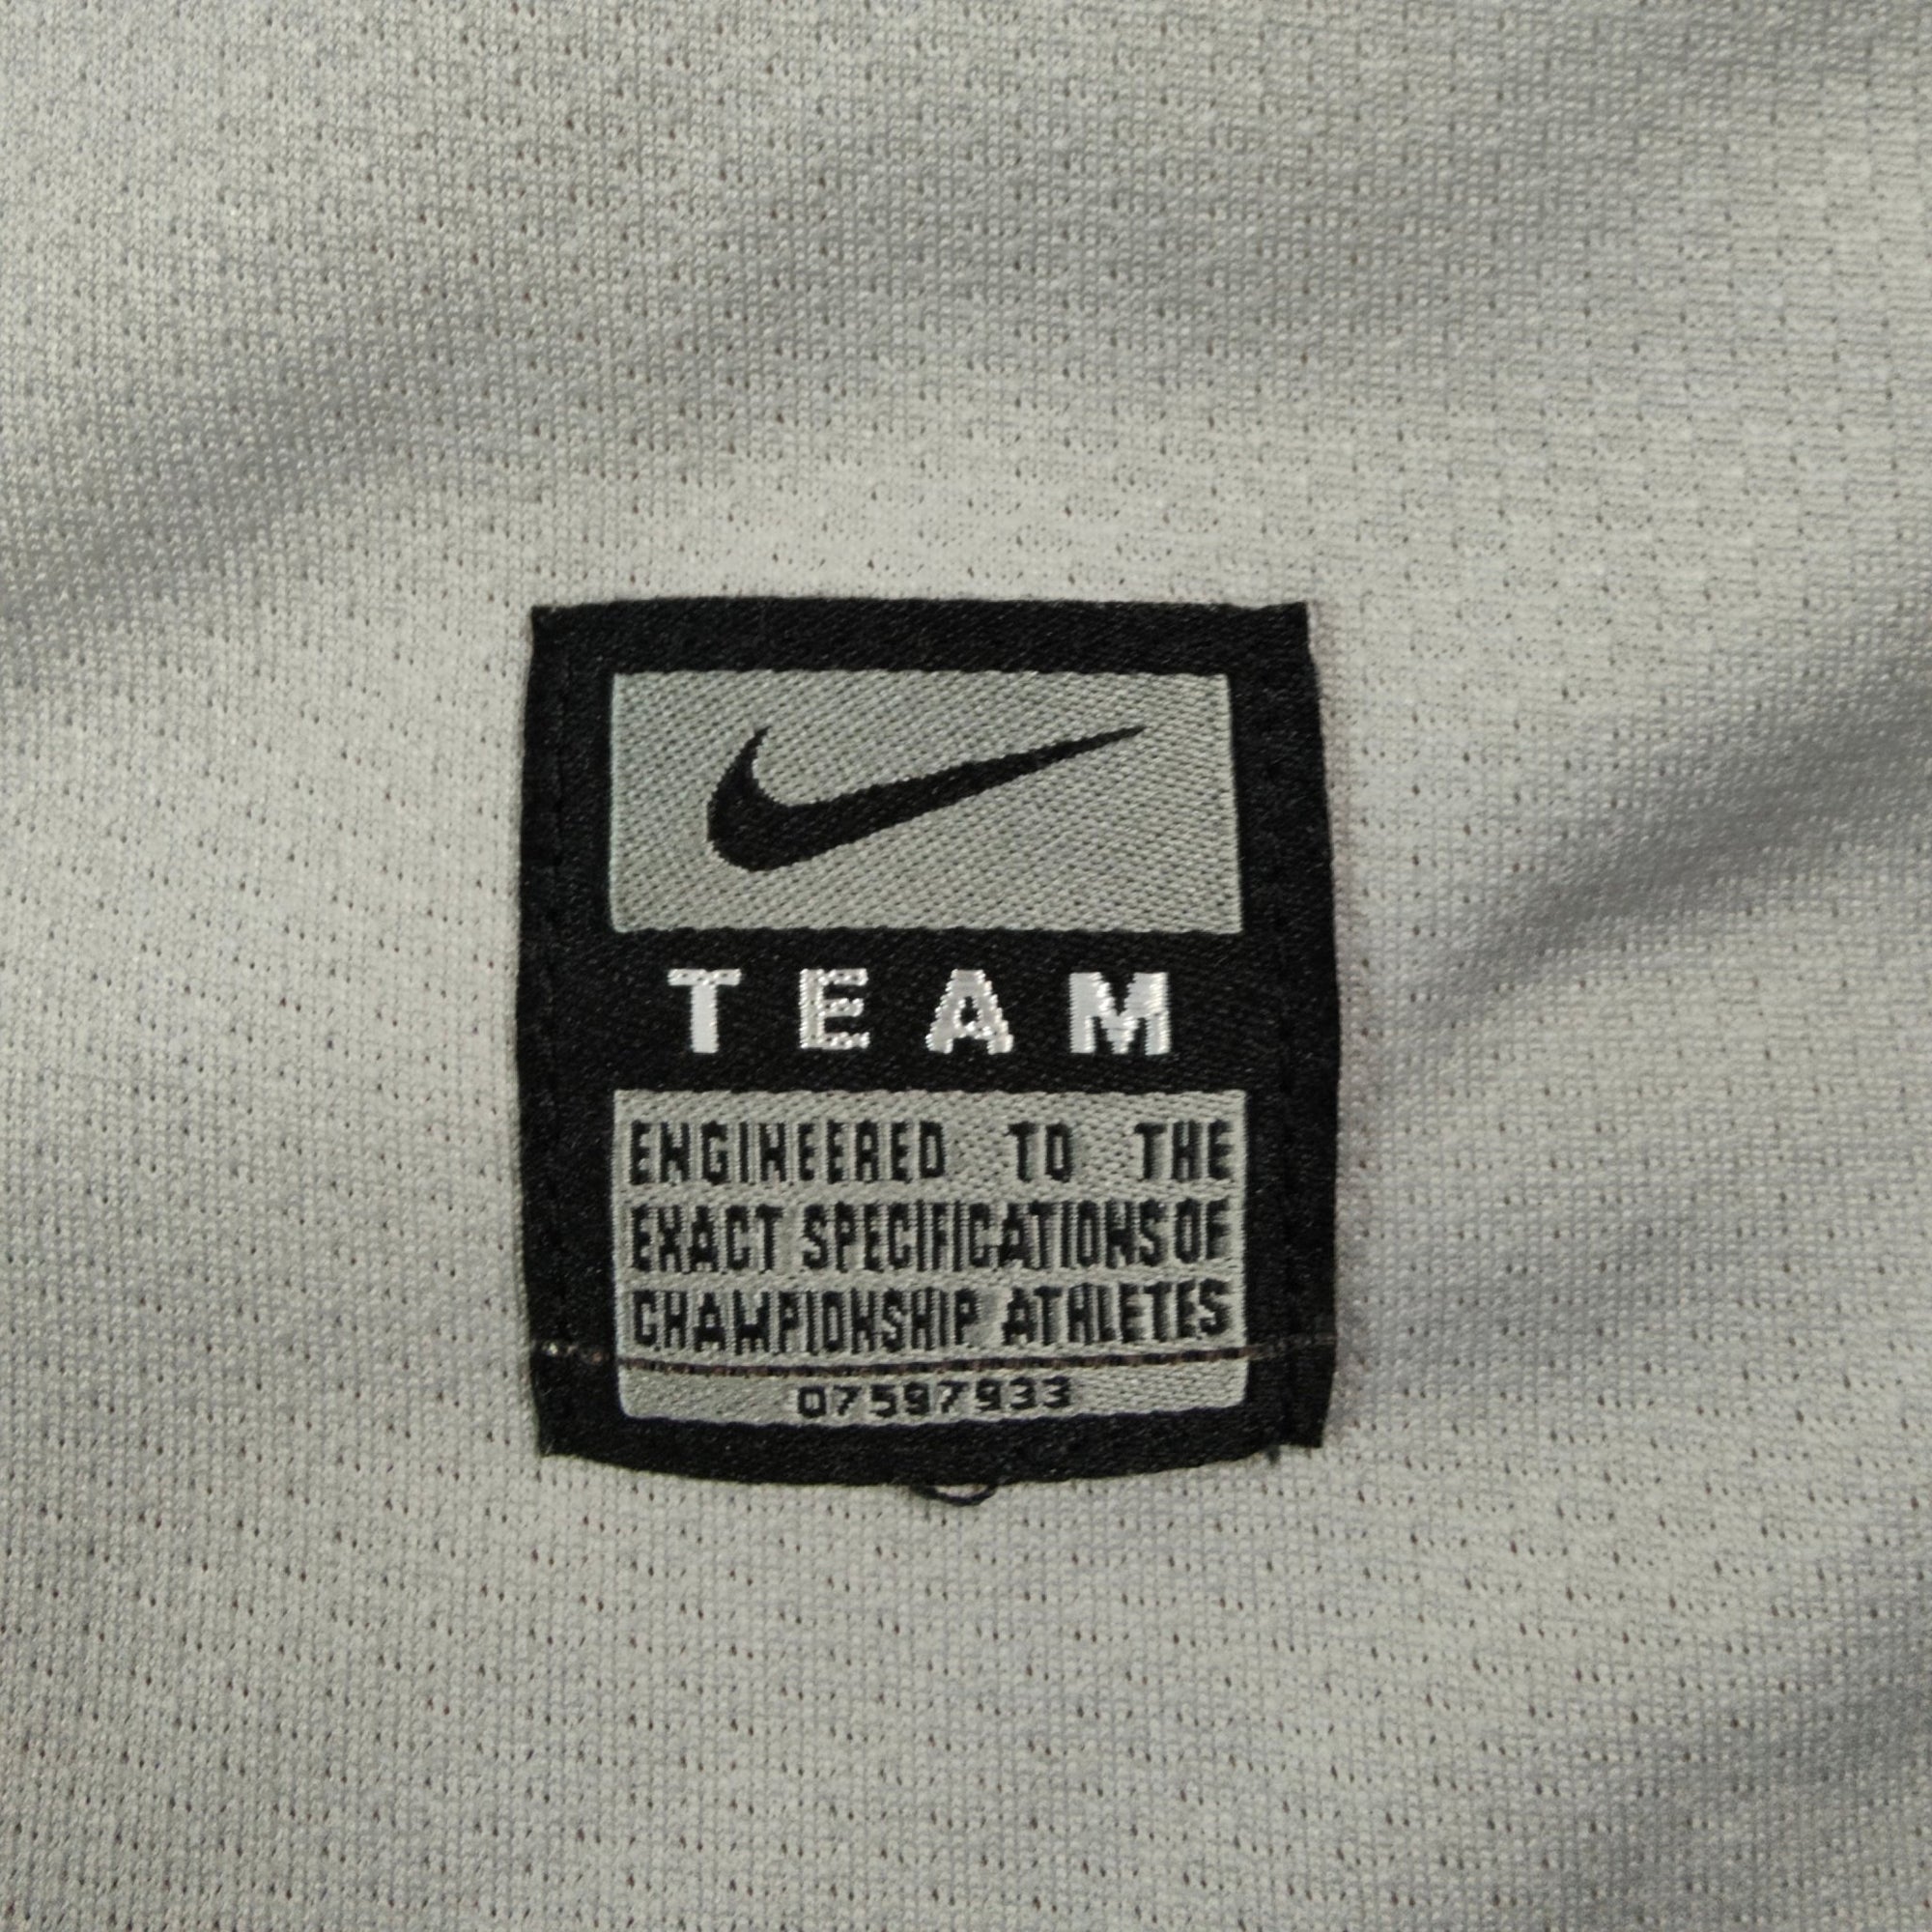 TEAM
ENGINEERED TO THE
EXACT SPECIFICATIONS OF
CHAMPIONSHIP ATHLETES
07597933